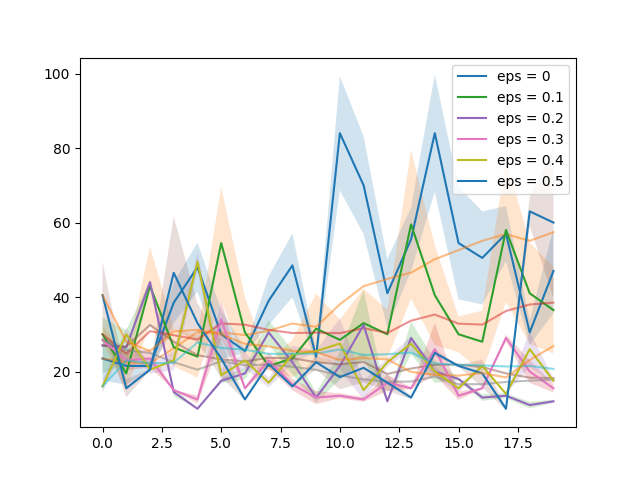 100
80
60
40
20
0.0 2.5 5.0 7.5 10.0 12.5 15.0 17.5
eps = 0
eps = 0.1
eps = 0.2
eps = 0.3
eps = 0.4
eps = 0.5